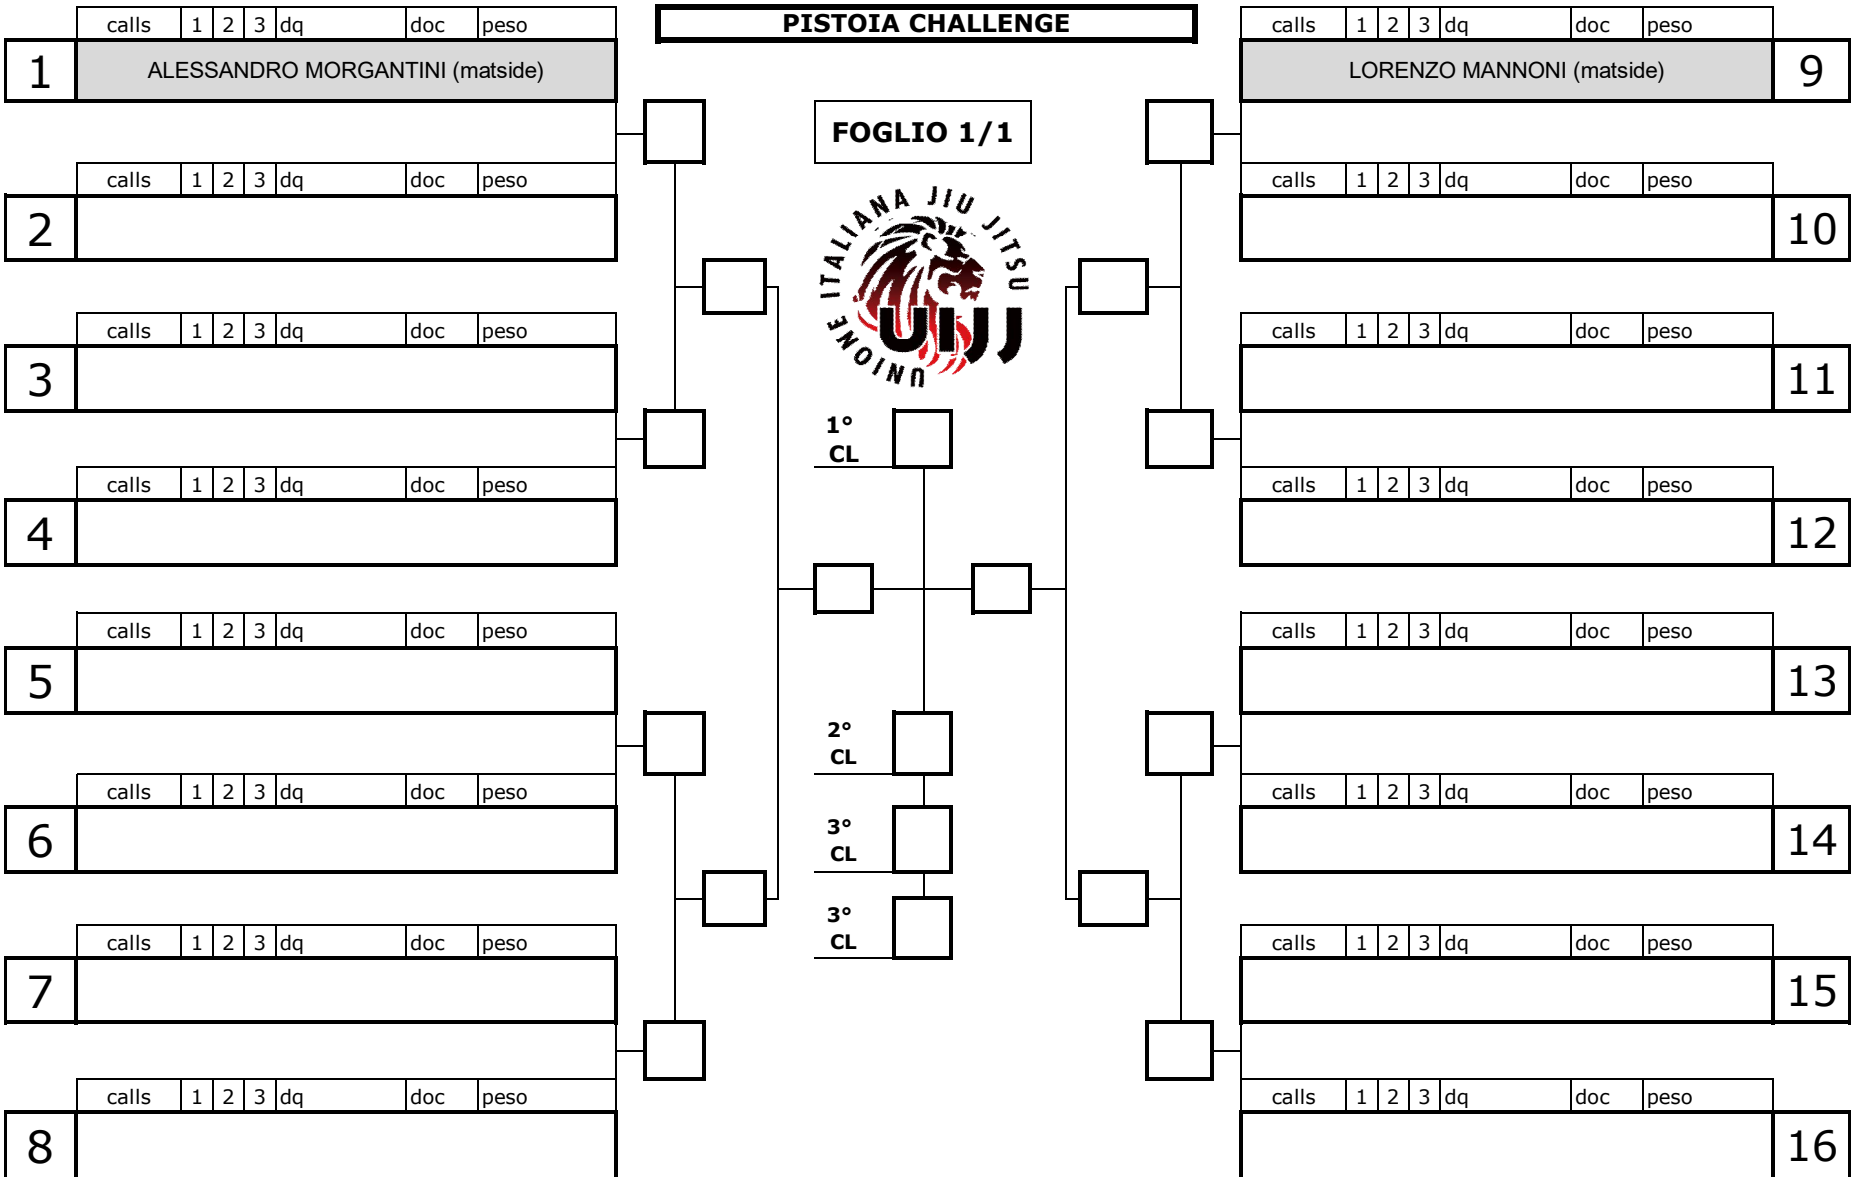 PISTOIA CHALLENGE
calls 1 2 3 dq doc peso
1 ALESSANDRO MORGANTINI (matside)
calls 1 2 3 dq doc peso
2
calls 1 2 3 dq doc peso
3
calls 1 2 3 dq doc peso
4
calls 1 2 3 dq doc peso
5
calls 1 2 3 dq doc peso
6
calls 1 2 3 dq doc peso
7
calls 1 2 3 dq doc peso
8
FOGLIO 1/1
UNIONE ITALIANA JIU JITSU
UIJJ
1°
CL
2°
CL
3°
CL
3°
CL
calls 1 2 3 dq doc peso
LORENZO MANNONI (matside) 9
calls 1 2 3 dq doc peso
10
calls 1 2 3 dq doc peso
11
calls 1 2 3 dq doc peso
12
calls 1 2 3 dq doc peso
13
calls 1 2 3 dq doc peso
14
calls 1 2 3 dq doc peso
15
calls 1 2 3 dq doc peso
16